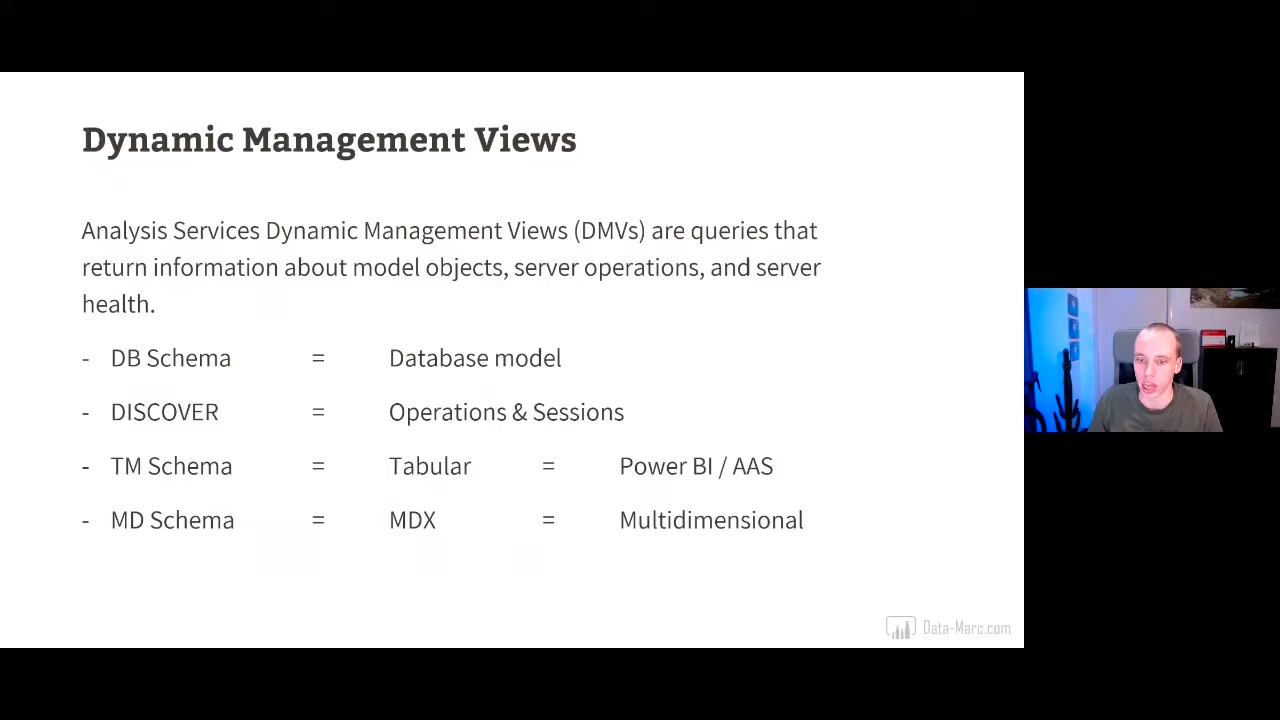 Dynamic Management Views
Analysis Services Dynamic Management Views (DMVs) are queries that
return information about model objects, server operations, and server
health.
- DB Schema = Database model
- DISCOVER = Operations & Sessions
- TM Schema = Tabular = Power BI / AAS
- MD Schema = MDX = Multidimensional
Data-Marc.com